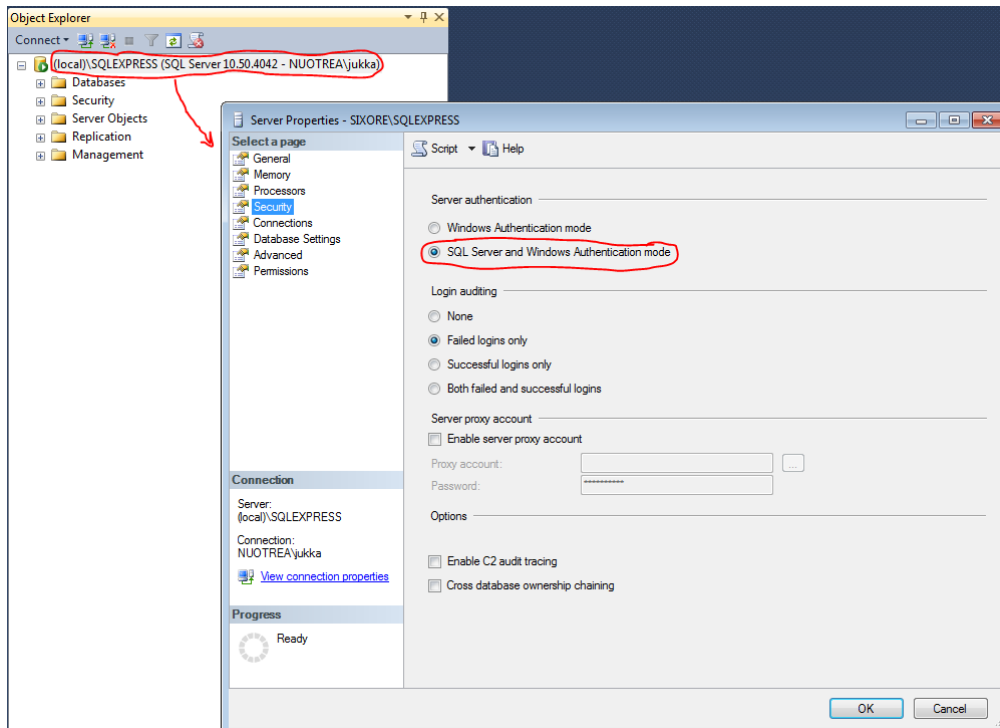 Object Explorer
Connect
(local)\SQLEXPRESS (SQL Server 10.50.4042 - NUOTREA\jukka)
Databases
Security
Server Objects
Replication
Management
Server Properties - SIXORE\SQLEXPRESS
Select a page
General
Memory
Processors
Security
Connections
Database Settings
Advanced
Permissions
Script
Help
Server authentication
Windows Authentication mode
SQL Server and Windows Authentication mode
Login auditing
None
Failed logins only
Successful logins only
Both failed and successful logins
Server proxy account
Enable server proxy account
Proxy account:
...
Password:
**********
Options
Enable C2 audit tracing
Cross database ownership chaining
Connection
Server:
(local)\SQLEXPRESS
Connection:
NUOTREA\jukka
View connection properties
Progress
Ready
OK
Cancel